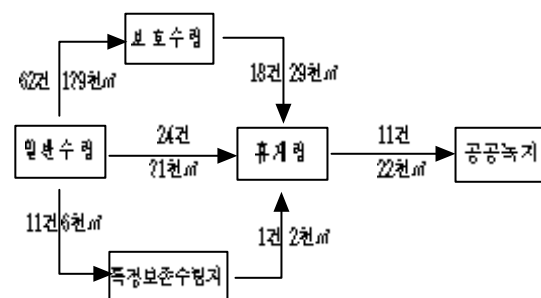 보호수림
62건 179천㎡
18건 29천㎡
일반수림
24건
71천㎡
휴게림
11건
22천㎡
공공녹지
11건 6천㎡
1건 2천㎡
특정보존수림지